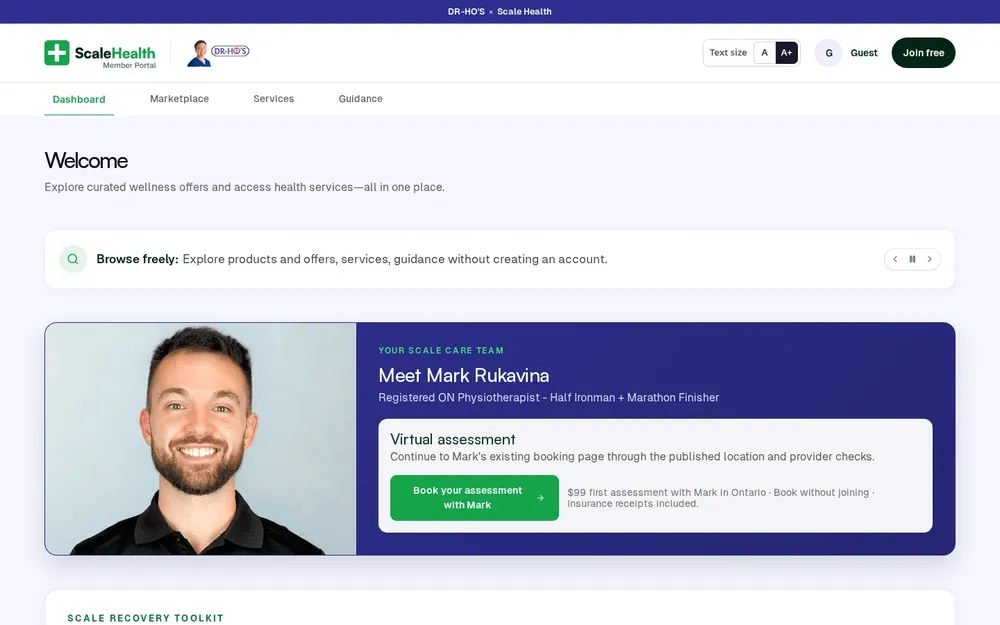 DR-HO'S × Scale Health
ScaleHealth
Member Portal
DR-HO'S
Text size A A+
G Guest
Join free
Dashboard Marketplace Services Guidance
Welcome
Explore curated wellness offers and access health services—all in one place.
Browse freely: Explore products and offers, services, guidance without creating an account.
YOUR SCALE CARE TEAM
Meet Mark Rukavina
Registered ON Physiotherapist - Half Ironman + Marathon Finisher
Virtual assessment
Continue to Mark's existing booking page through the published location and provider checks.
Book your assessment
with Mark →
$99 first assessment with Mark in Ontario · Book without joining ·
Insurance receipts included.
SCALE RECOVERY TOOLKIT